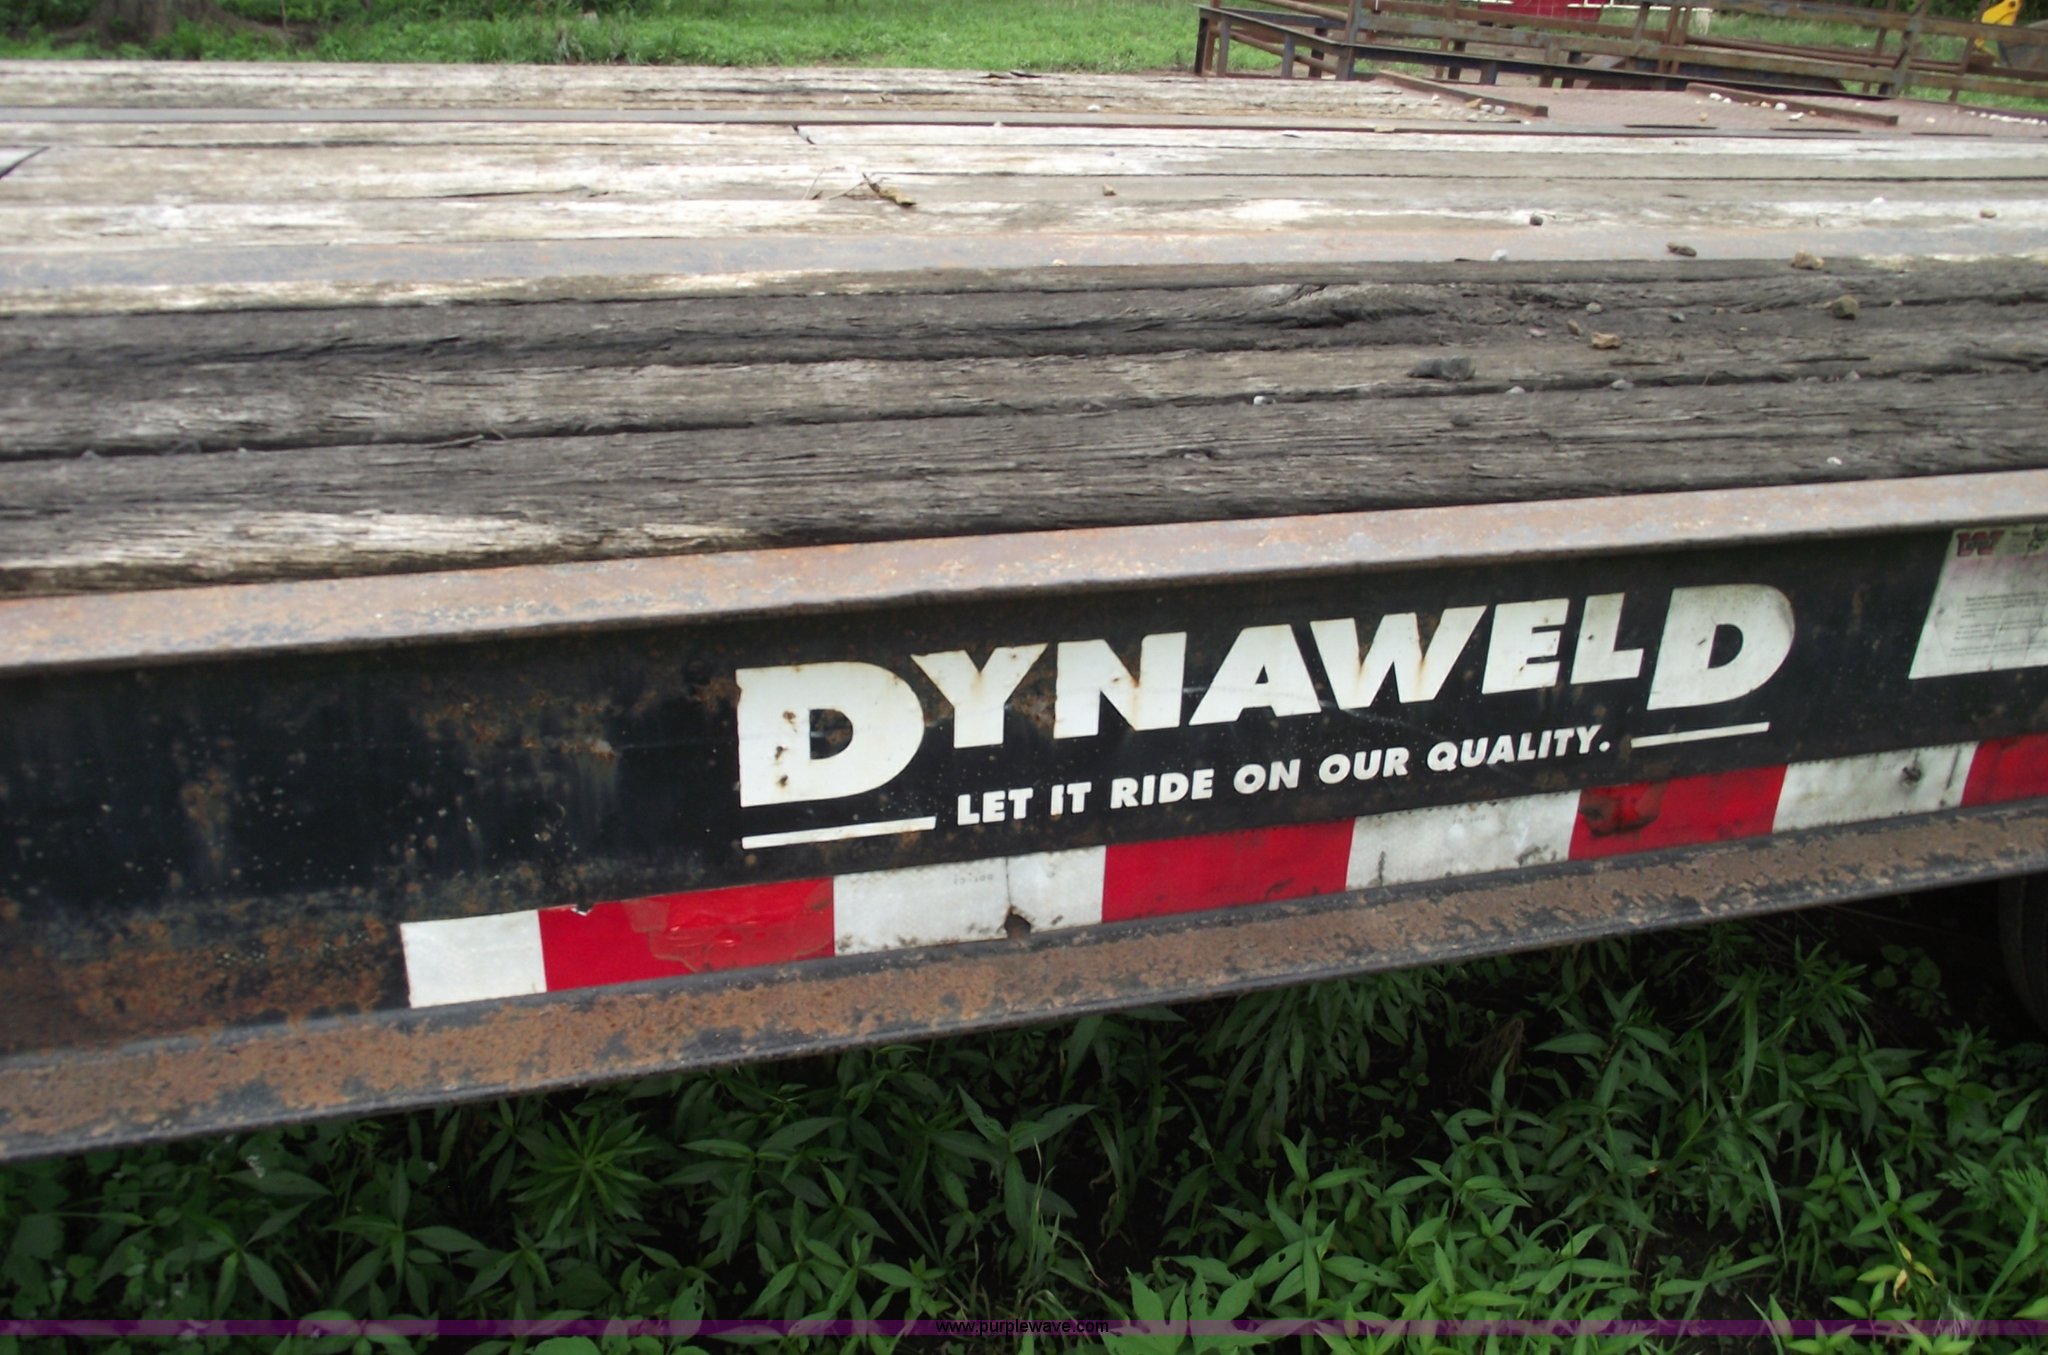 DYNAWELD
LET IT RIDE ON OUR QUALITY.
www.purplewave.com